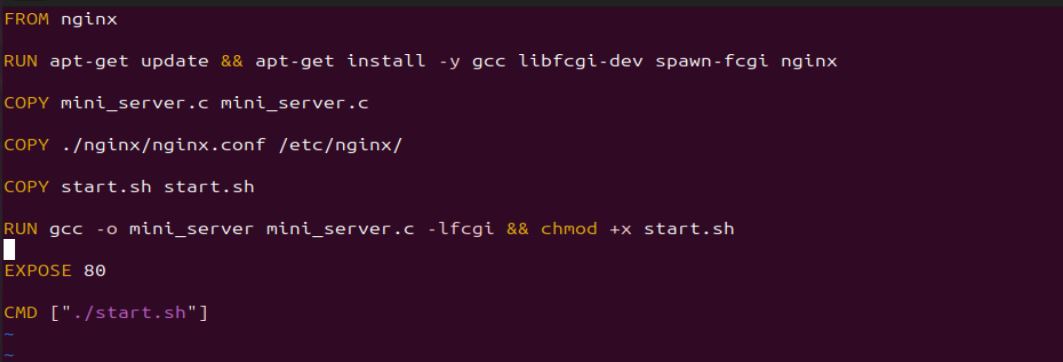 FROM nginx
RUN apt-get update && apt-get install -y gcc libfcgi-dev spawn-fcgi nginx
COPY mini_server.c mini_server.c
COPY ./nginx/nginx.conf /etc/nginx/
COPY start.sh start.sh
RUN gcc -o mini_server mini_server.c -lfcgi && chmod +x start.sh
EXPOSE 80
CMD ["./start.sh"]
~
~